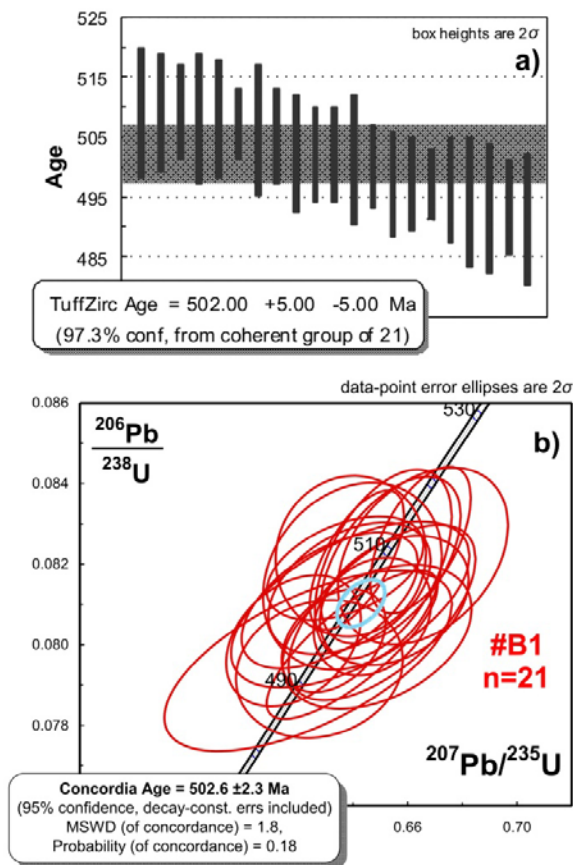 box heights are 2σ
a)
525
515
505
495
485
Age
TuffZirc Age = 502.00 +5.00 -5.00 Ma
(97.3% conf, from coherent group of 21)
data-point error ellipses are 2σ
b)
0.086
0.084
0.082
0.080
0.078
206Pb
238U
530
510
490
#B1
n=21
207Pb/235U
Concordia Age = 502.6 ±2.3 Ma
(95% confidence, decay-const. errs included)
MSWD (of concordance) = 1.8,
Probability (of concordance) = 0.18
0.66
0.70